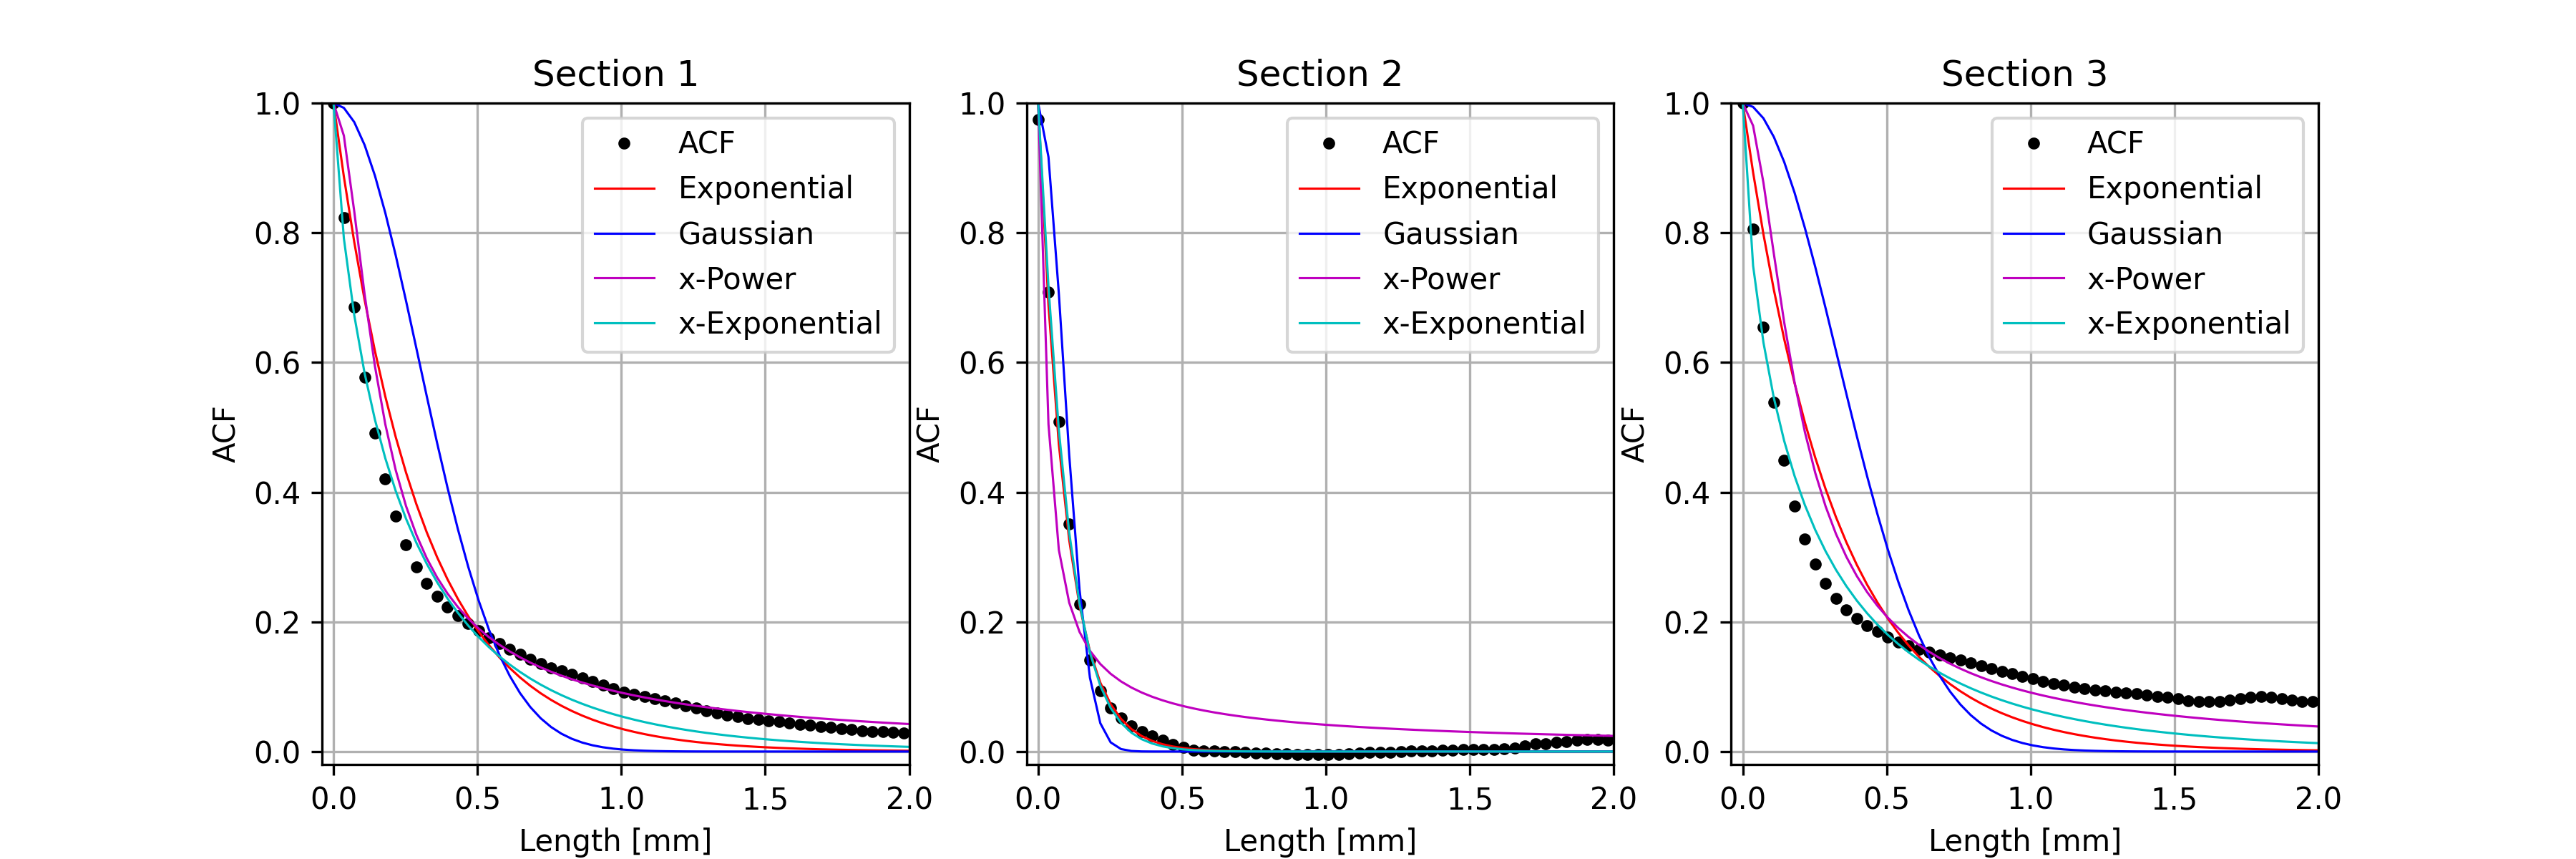 Section 1
1.0
0.8
0.6
0.4
0.2
0.0
ACF
ACF
Exponential
Gaussian
x-Power
x-Exponential
0.0 0.5 1.0 1.5 2.0
Length [mm]
Section 2
1.0
0.8
0.6
0.4
0.2
0.0
ACF
ACF
Exponential
Gaussian
x-Power
x-Exponential
0.0 0.5 1.0 1.5 2.0
Length [mm]
Section 3
1.0
0.8
0.6
0.4
0.2
0.0
ACF
ACF
Exponential
Gaussian
x-Power
x-Exponential
0.0 0.5 1.0 1.5 2.0
Length [mm]